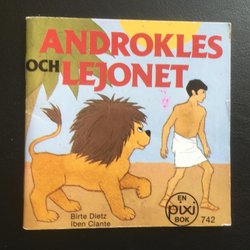 ANDROKLES
OCH LEJONET
Birte Dietz
Iben Clante
EN
pixi
BOK
742